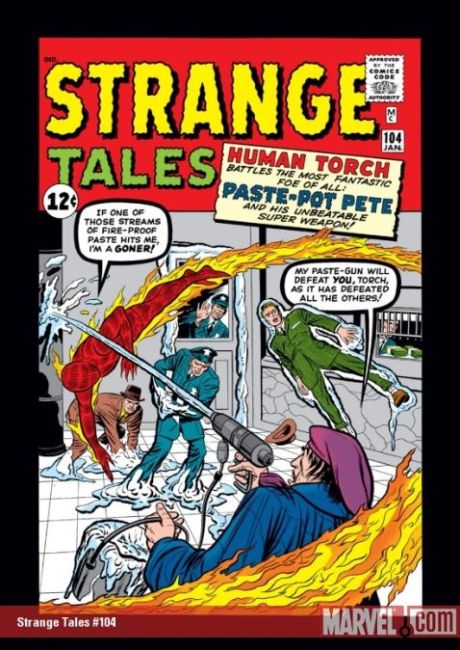 IND.
STRANGE
TALES
APPROVED
BY THE
COMICS
CODE
AUTHORITY
M
C
104
JAN.
12¢
HUMAN TORCH
BATTLES THE MOST FANTASTIC
FOE OF ALL:
PASTE-POT PETE
AND HIS UNBEATABLE
SUPER WEAPON!
IF ONE OF
THOSE STREAMS
OF FIRE-PROOF
PASTE HITS ME,
I'M A GONER!
MY PASTE-GUN WILL
DEFEAT YOU, TORCH,
AS IT HAS DEFEATED
ALL THE OTHERS!
Strange Tales #104
MARVEL.com